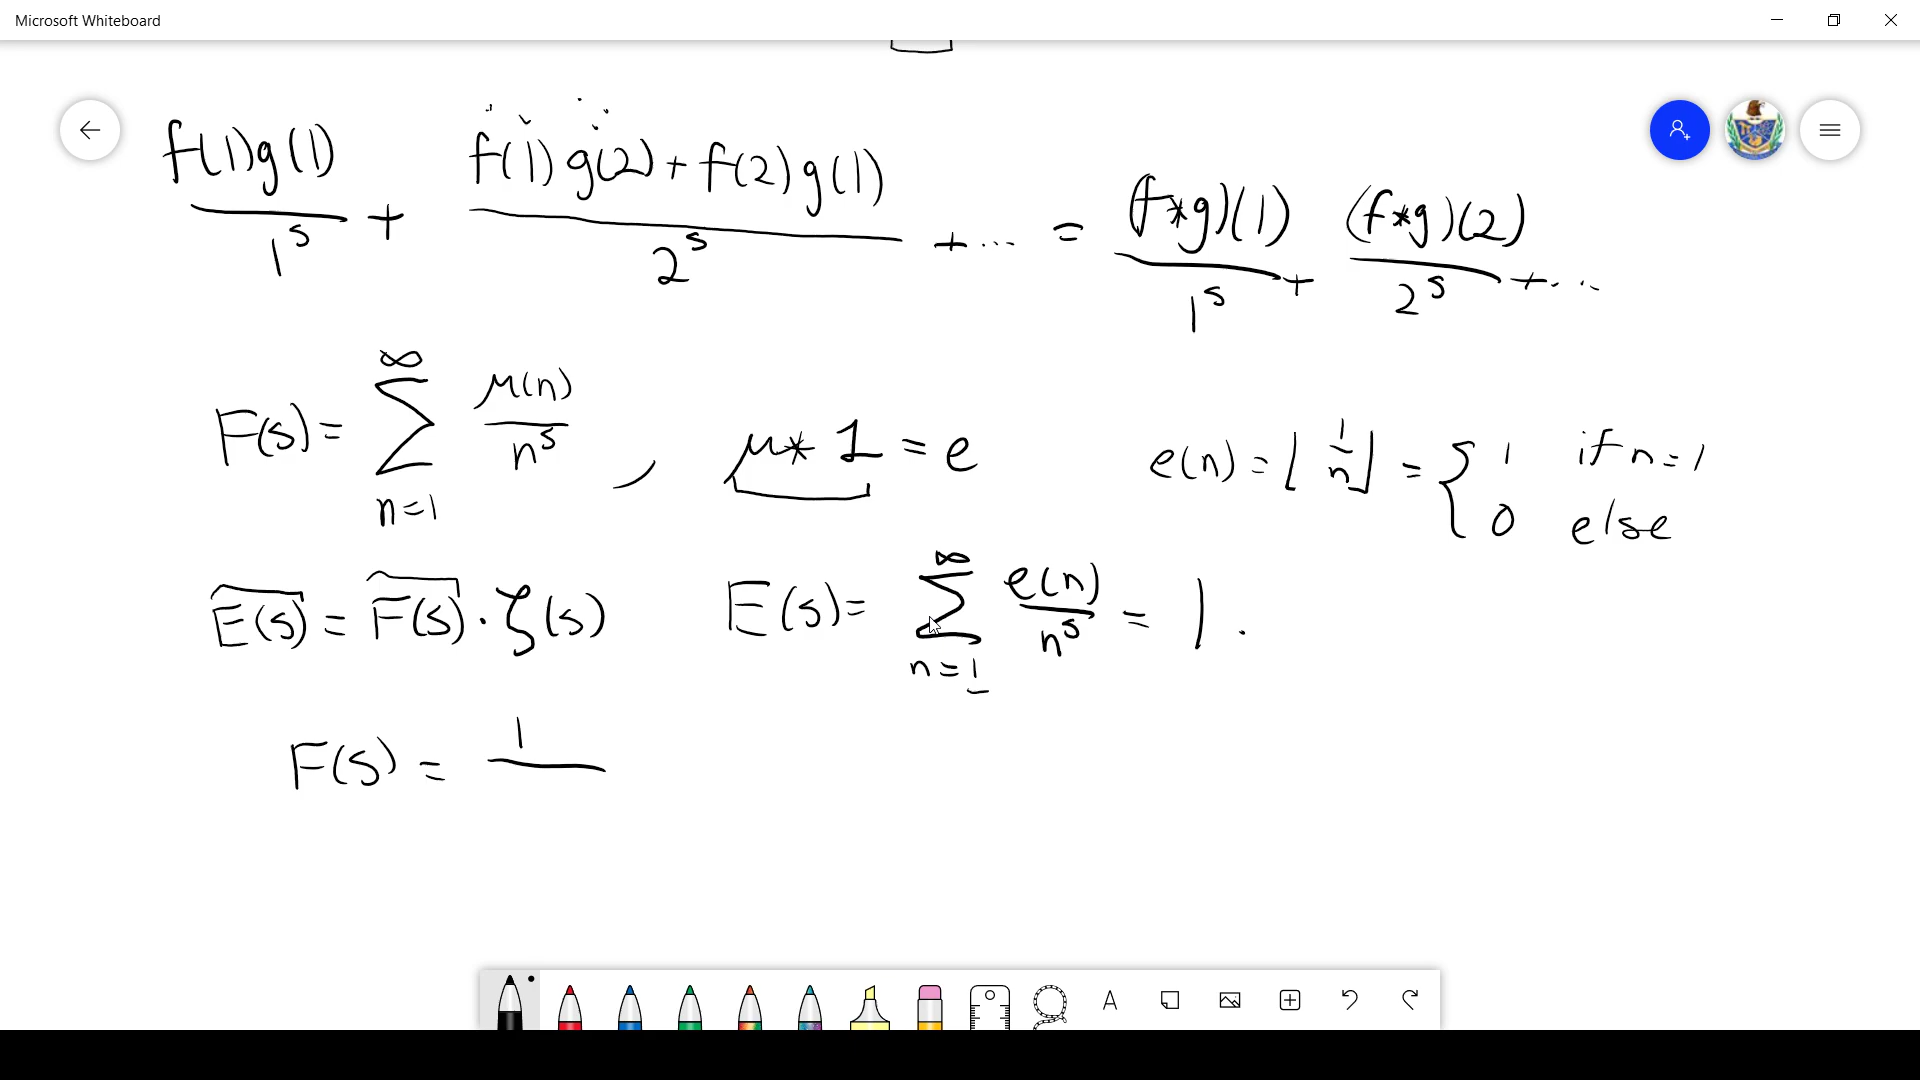 Microsoft Whiteboard
f(1)g(1)/1^s + (f(1)g(2) + f(2)g(1))/2^s + ... = (f*g)(1)/1^s + (f*g)(2)/2^s + ...
F(s) = ∑_{n=1}^{∞} μ(n)/n^s , μ * 1 = e e(n) = ⌊1/n⌋ = { 1 if n = 1
0 else
E(s) = F(s) · ζ(s) E(s) = ∑_{n=1}^{∞} e(n)/n^s = 1 .
F(s) = 1/